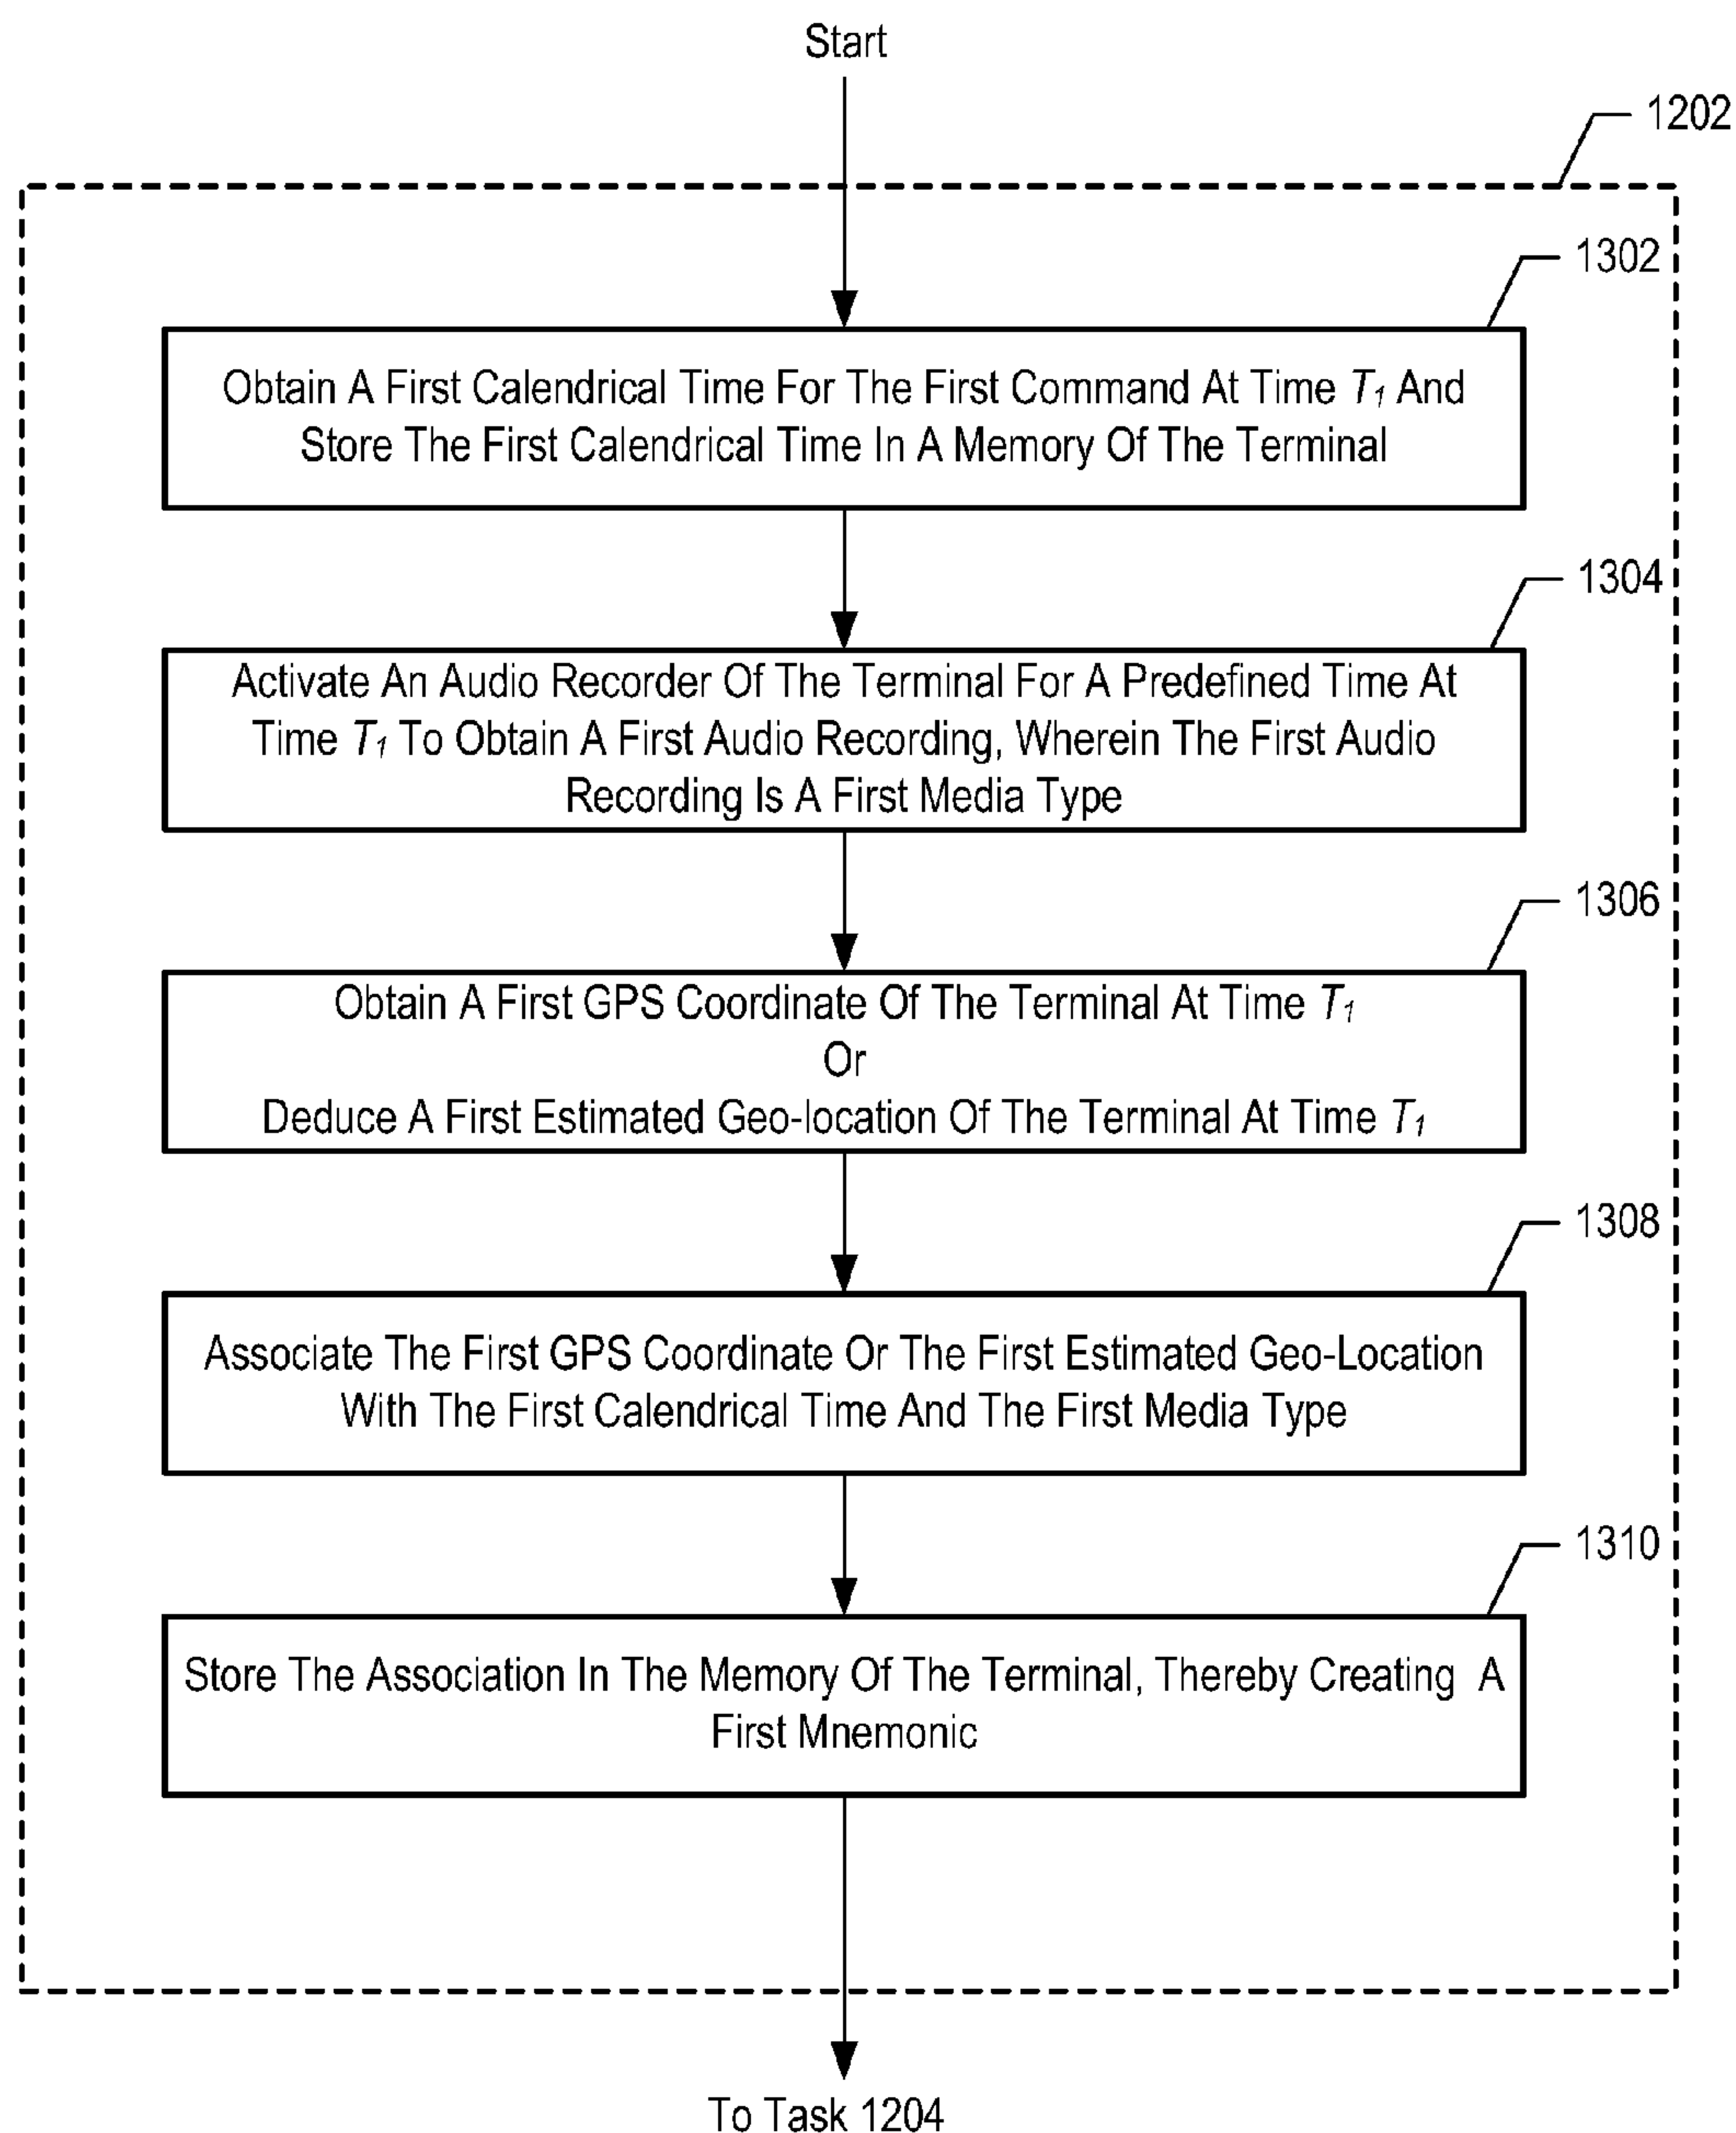 Start
1202
1302
Obtain A First Calendrical Time For The First Command At Time T₁ And
Store The First Calendrical Time In A Memory Of The Terminal
1304
Activate An Audio Recorder Of The Terminal For A Predefined Time At
Time T₁ To Obtain A First Audio Recording, Wherein The First Audio
Recording Is A First Media Type
1306
Obtain A First GPS Coordinate Of The Terminal At Time T₁
Or
Deduce A First Estimated Geo-location Of The Terminal At Time T₁
1308
Associate The First GPS Coordinate Or The First Estimated Geo-Location
With The First Calendrical Time And The First Media Type
1310
Store The Association In The Memory Of The Terminal, Thereby Creating A
First Mnemonic
To Task 1204